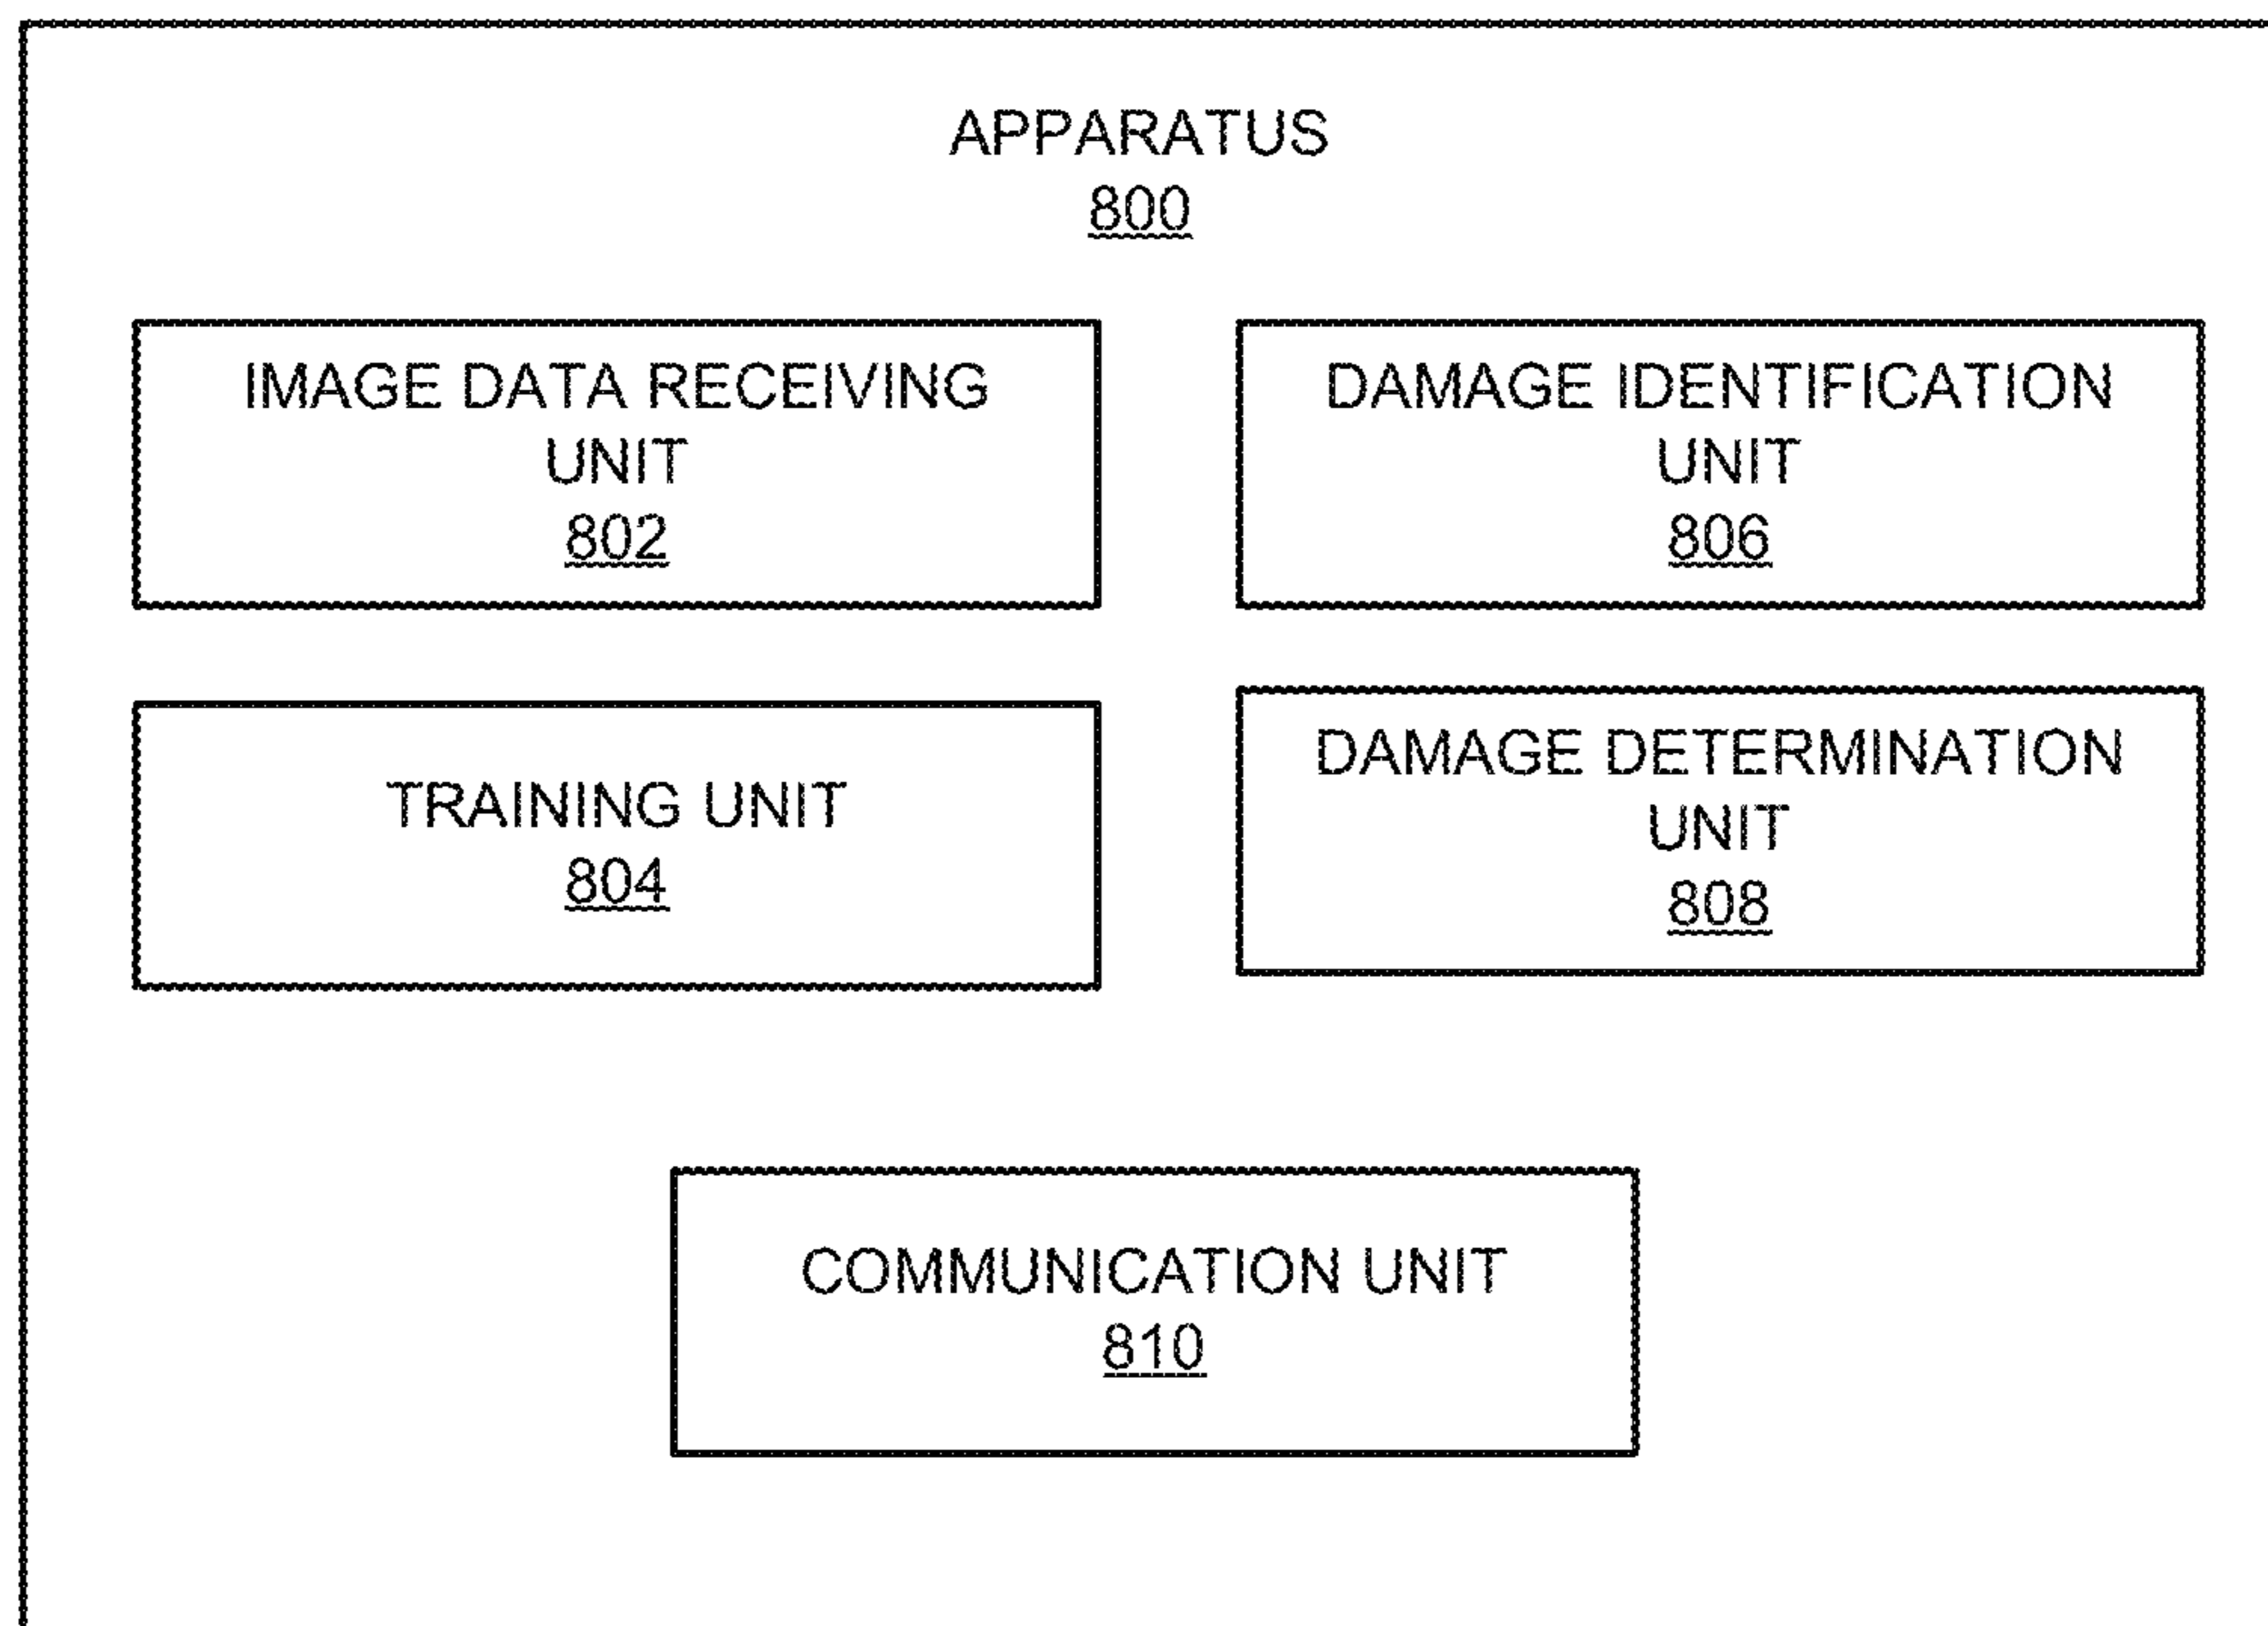 APPARATUS
800
IMAGE DATA RECEIVING
UNIT
802
DAMAGE IDENTIFICATION
UNIT
806
TRAINING UNIT
804
DAMAGE DETERMINATION
UNIT
808
COMMUNICATION UNIT
810